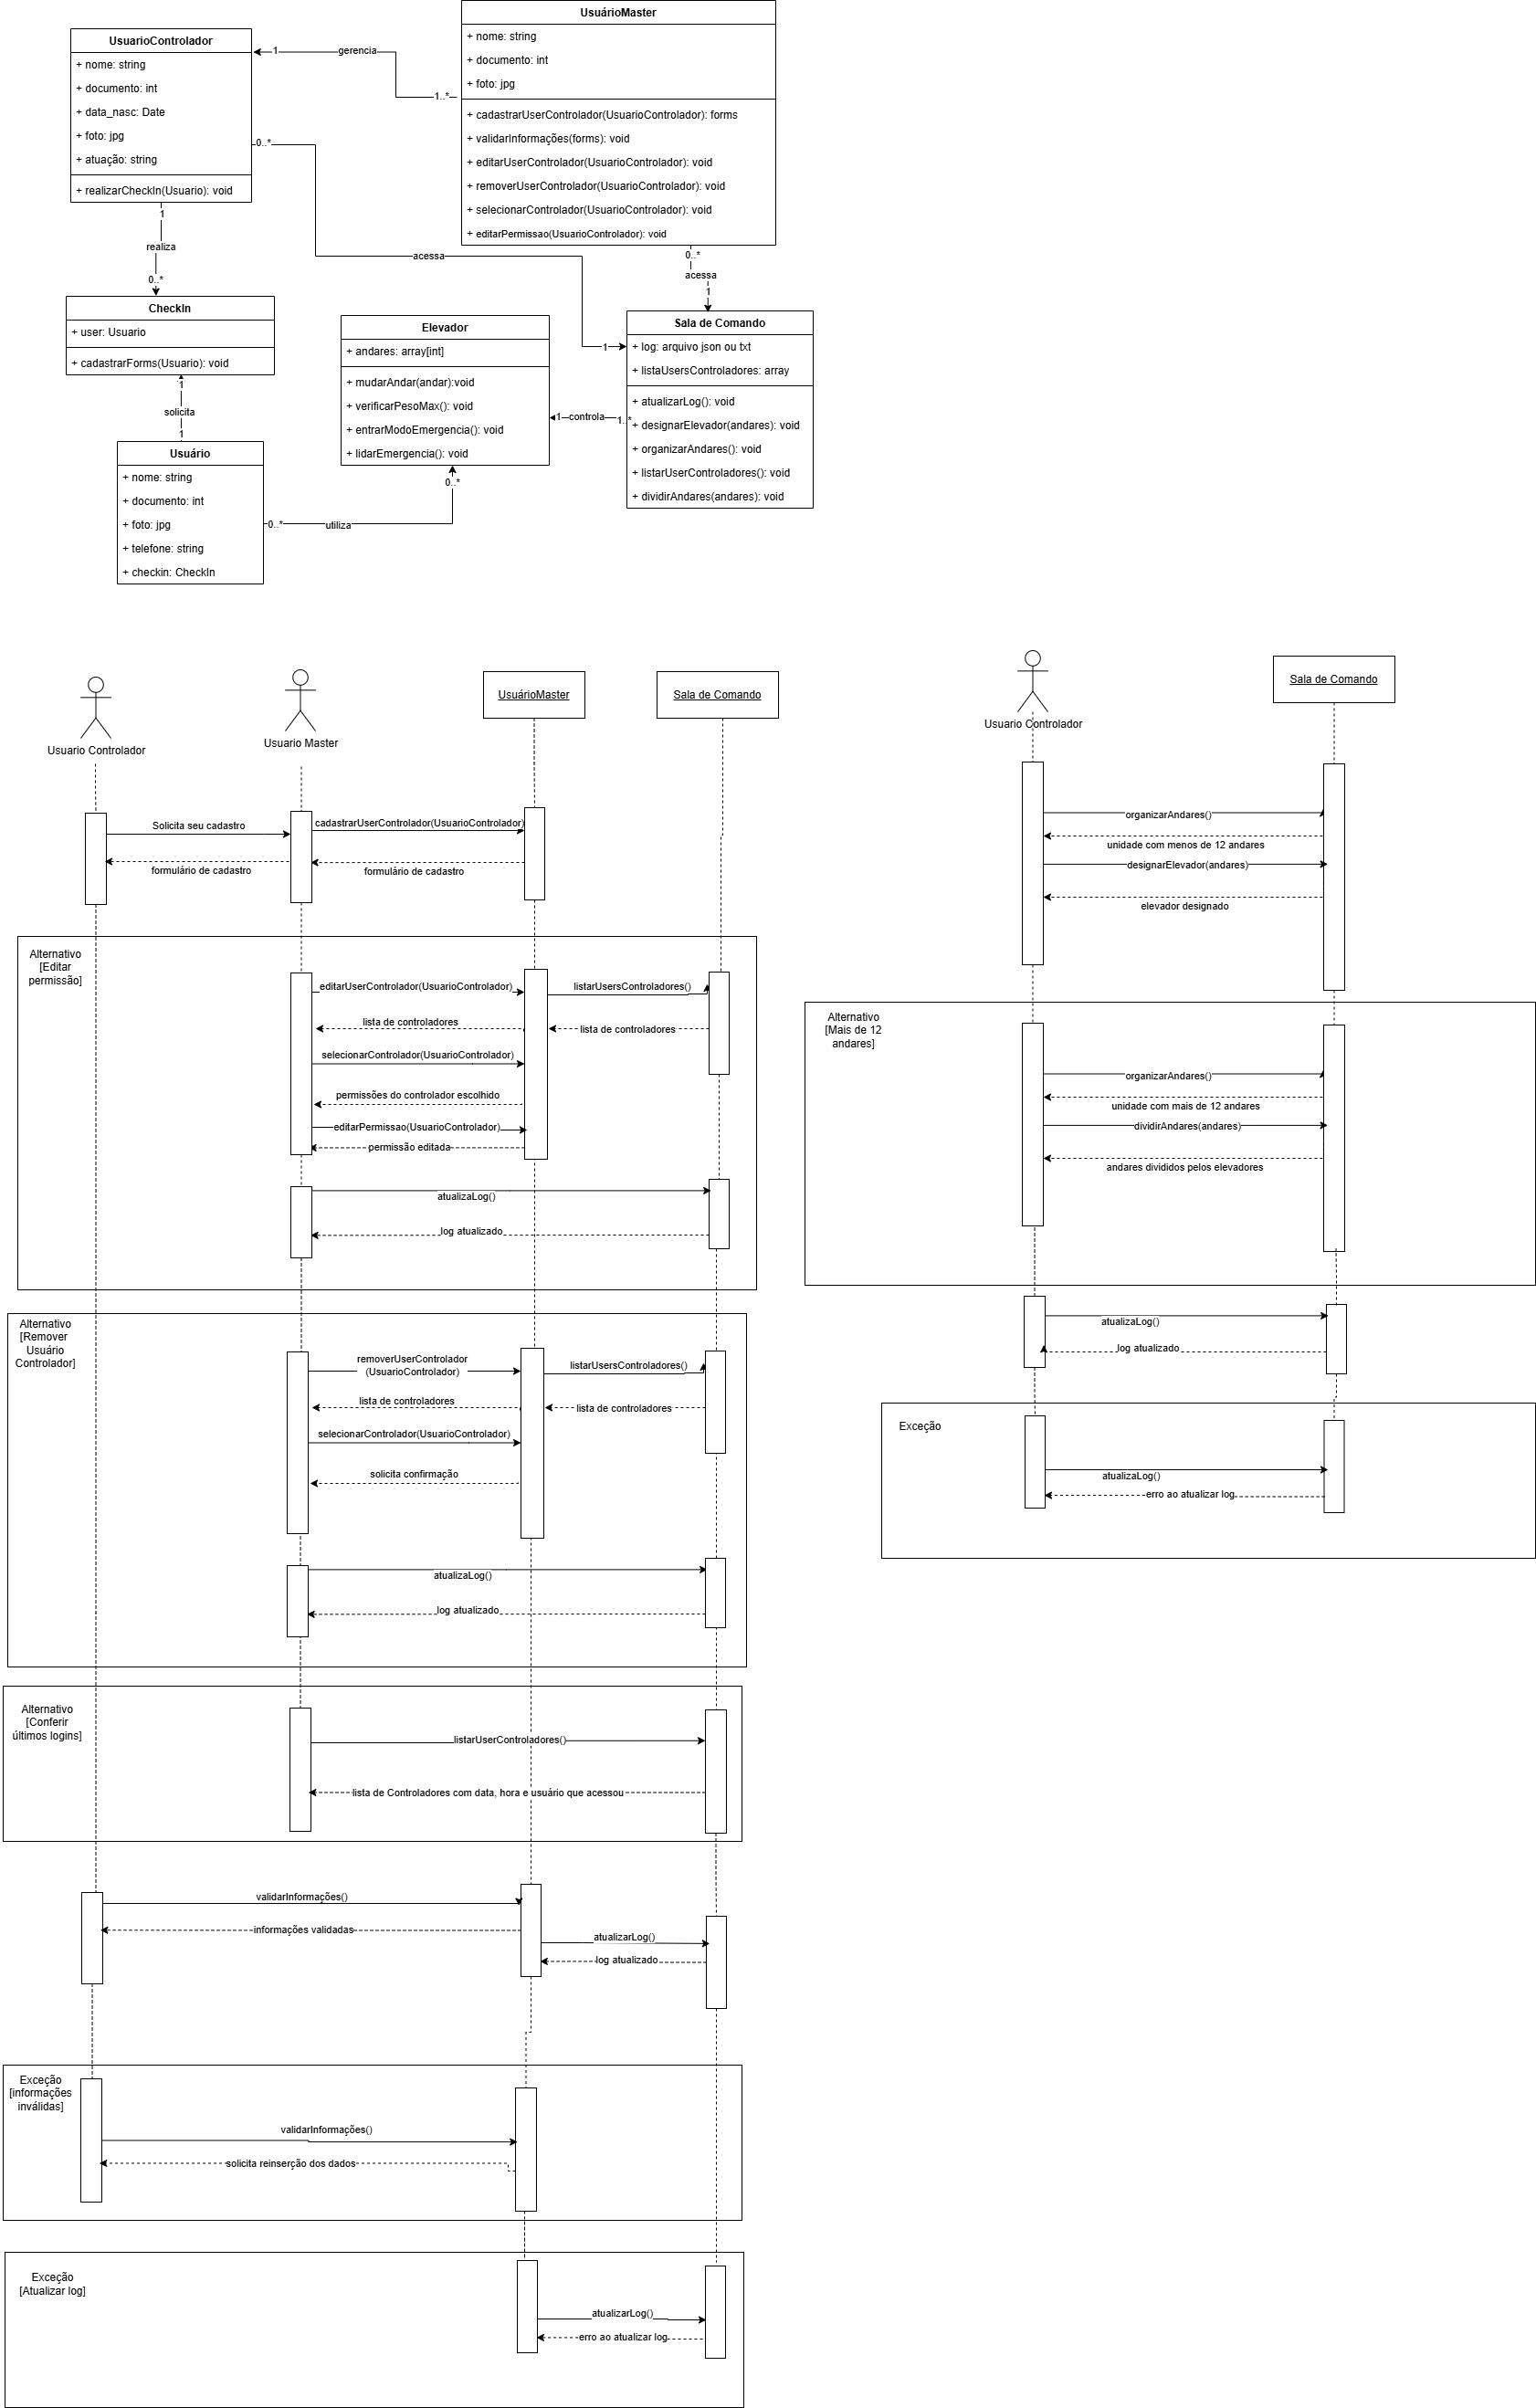 UsuarioControlador
+ nome: string
+ documento: int
+ data_nasc: Date
+ foto: jpg
+ atuação: string
+ realizarCheckIn(Usuario): void
UsuárioMaster
+ nome: string
+ documento: int
+ foto: jpg
+ cadastrarUserControlador(UsuarioControlador): forms
+ validarInformações(forms): void
+ editarUserControlador(UsuarioControlador): void
+ removerUserControlador(UsuarioControlador): void
+ selecionarControlador(UsuarioControlador): void
+ editarPermissao(UsuarioControlador): void
1
gerencia
1..*
0..*
acessa
1
1
realiza
0..*
0..*
acessa
1
CheckIn
+ user: Usuario
+ cadastrarForms(Usuario): void
Elevador
+ andares: array[int]
+ mudarAndar(andar):void
+ verificarPesoMax(): void
+ entrarModoEmergencia(): void
+ lidarEmergencia(): void
Sala de Comando
+ log: arquivo json ou txt
+ listaUsersControladores: array
+ atualizarLog(): void
+ designarElevador(andares): void
+ organizarAndares(): void
+ listarUserControladores(): void
+ dividirAndares(andares): void
1
controla
1..*
1
solicita
1
Usuário
+ nome: string
+ documento: int
+ foto: jpg
+ telefone: string
+ checkin: CheckIn
0..*
utiliza
0..*
Usuario Controlador
Usuario Master
UsuárioMaster
Sala de Comando
Solicita seu cadastro
cadastrarUserControlador(UsuarioControlador)
formulário de cadastro
formulário de cadastro
Alternativo
[Editar
permissão]
editarUserControlador(UsuarioControlador)
listarUsersControladores()
lista de controladores
lista de controladores
selecionarControlador(UsuarioControlador)
permissões do controlador escolhido
editarPermissao(UsuarioControlador)
permissão editada
atualizaLog()
log atualizado
Alternativo
[Remover
Usuário
Controlador]
removerUserControlador
(UsuarioControlador)
listarUsersControladores()
lista de controladores
lista de controladores
selecionarControlador(UsuarioControlador)
solicita confirmação
atualizaLog()
log atualizado
Alternativo
[Conferir
últimos logins]
listarUserControladores()
lista de Controladores com data, hora e usuário que acessou
validarInformações()
informações validadas
atualizarLog()
log atualizado
Exceção
[informações
inválidas]
validarInformações()
solicita reinserção dos dados
Exceção
[Atualizar log]
atualizarLog()
erro ao atualizar log
Usuario Controlador
Sala de Comando
organizarAndares()
unidade com menos de 12 andares
designarElevador(andares)
elevador designado
Alternativo
[Mais de 12
andares]
organizarAndares()
unidade com mais de 12 andares
dividirAndares(andares)
andares divididos pelos elevadores
atualizaLog()
log atualizado
Exceção
atualizaLog()
erro ao atualizar log